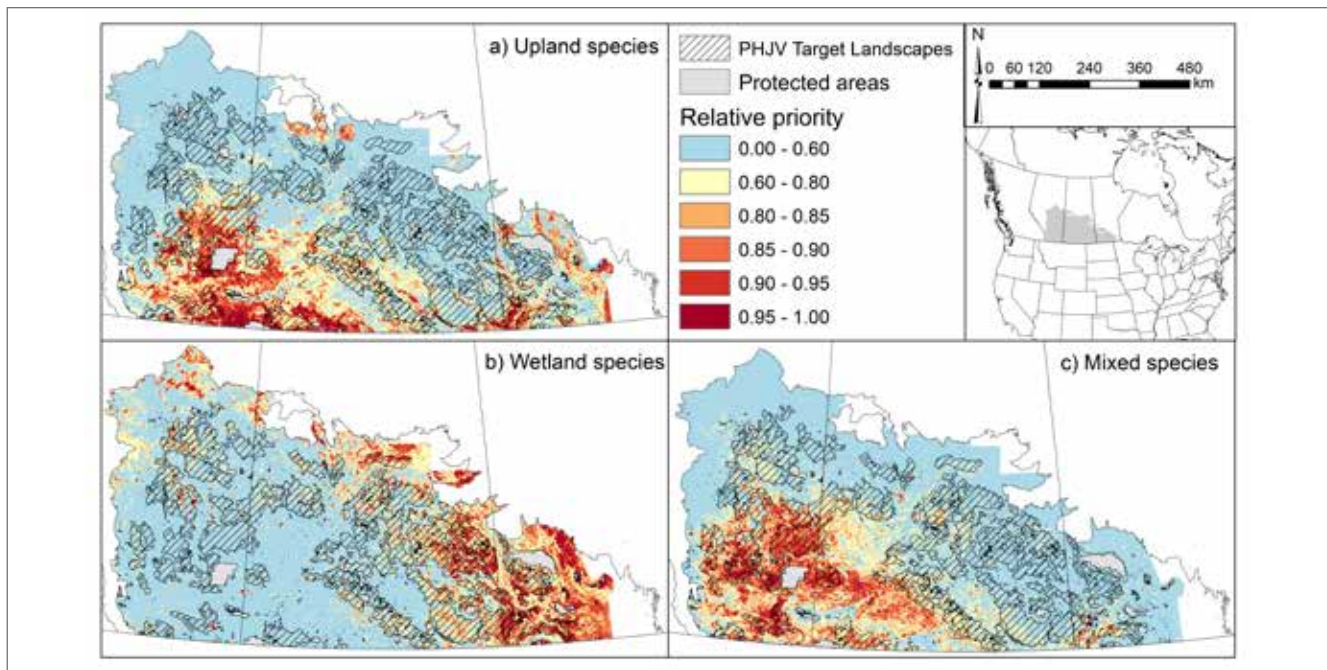 a) Upland species
PHJV Target Landscapes
Protected areas
Relative priority
0.00 - 0.60
0.60 - 0.80
0.80 - 0.85
0.85 - 0.90
0.90 - 0.95
0.95 - 1.00
N
0 60 120 240 360 480
km
b) Wetland species
c) Mixed species